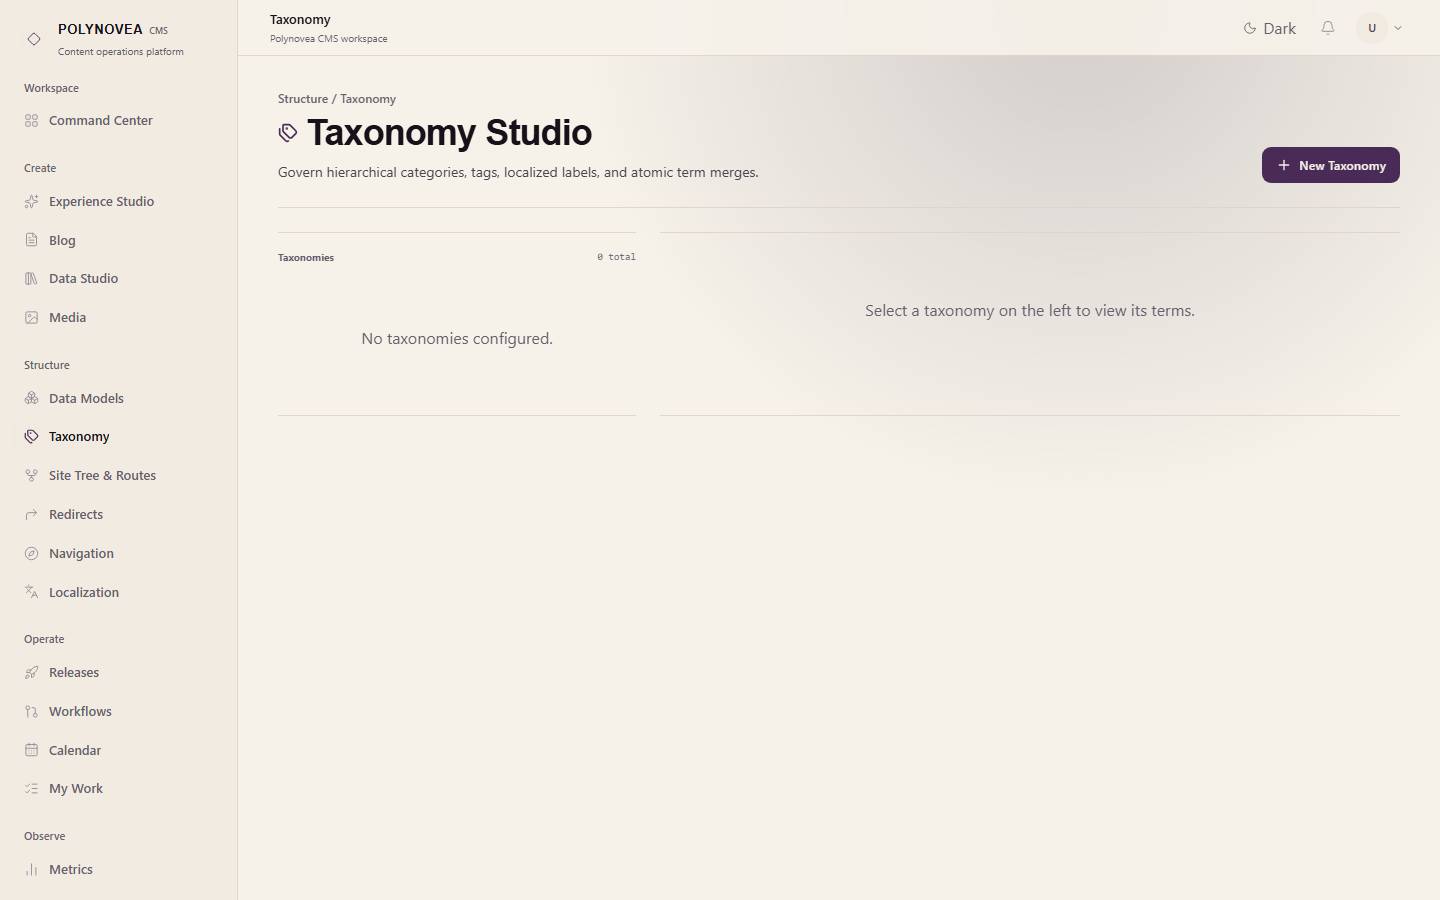 POLYNOVEA CMS
Content operations platform
Workspace
Command Center
Create
Experience Studio
Blog
Data Studio
Media
Structure
Data Models
Taxonomy
Site Tree & Routes
Redirects
Navigation
Localization
Operate
Releases
Workflows
Calendar
My Work
Observe
Metrics
Taxonomy
Polynovea CMS workspace
Dark
U
Structure / Taxonomy
Taxonomy Studio
Govern hierarchical categories, tags, localized labels, and atomic term merges.
New Taxonomy
Taxonomies 0 total
No taxonomies configured.
Select a taxonomy on the left to view its terms.